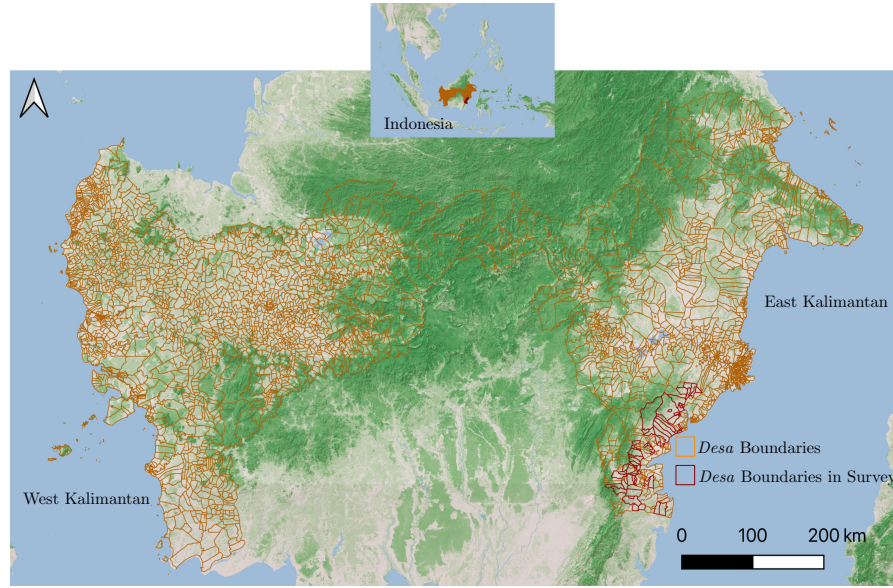 Indonesia
East Kalimantan
Desa Boundaries
Desa Boundaries in Survey
West Kalimantan
0 100 200 km